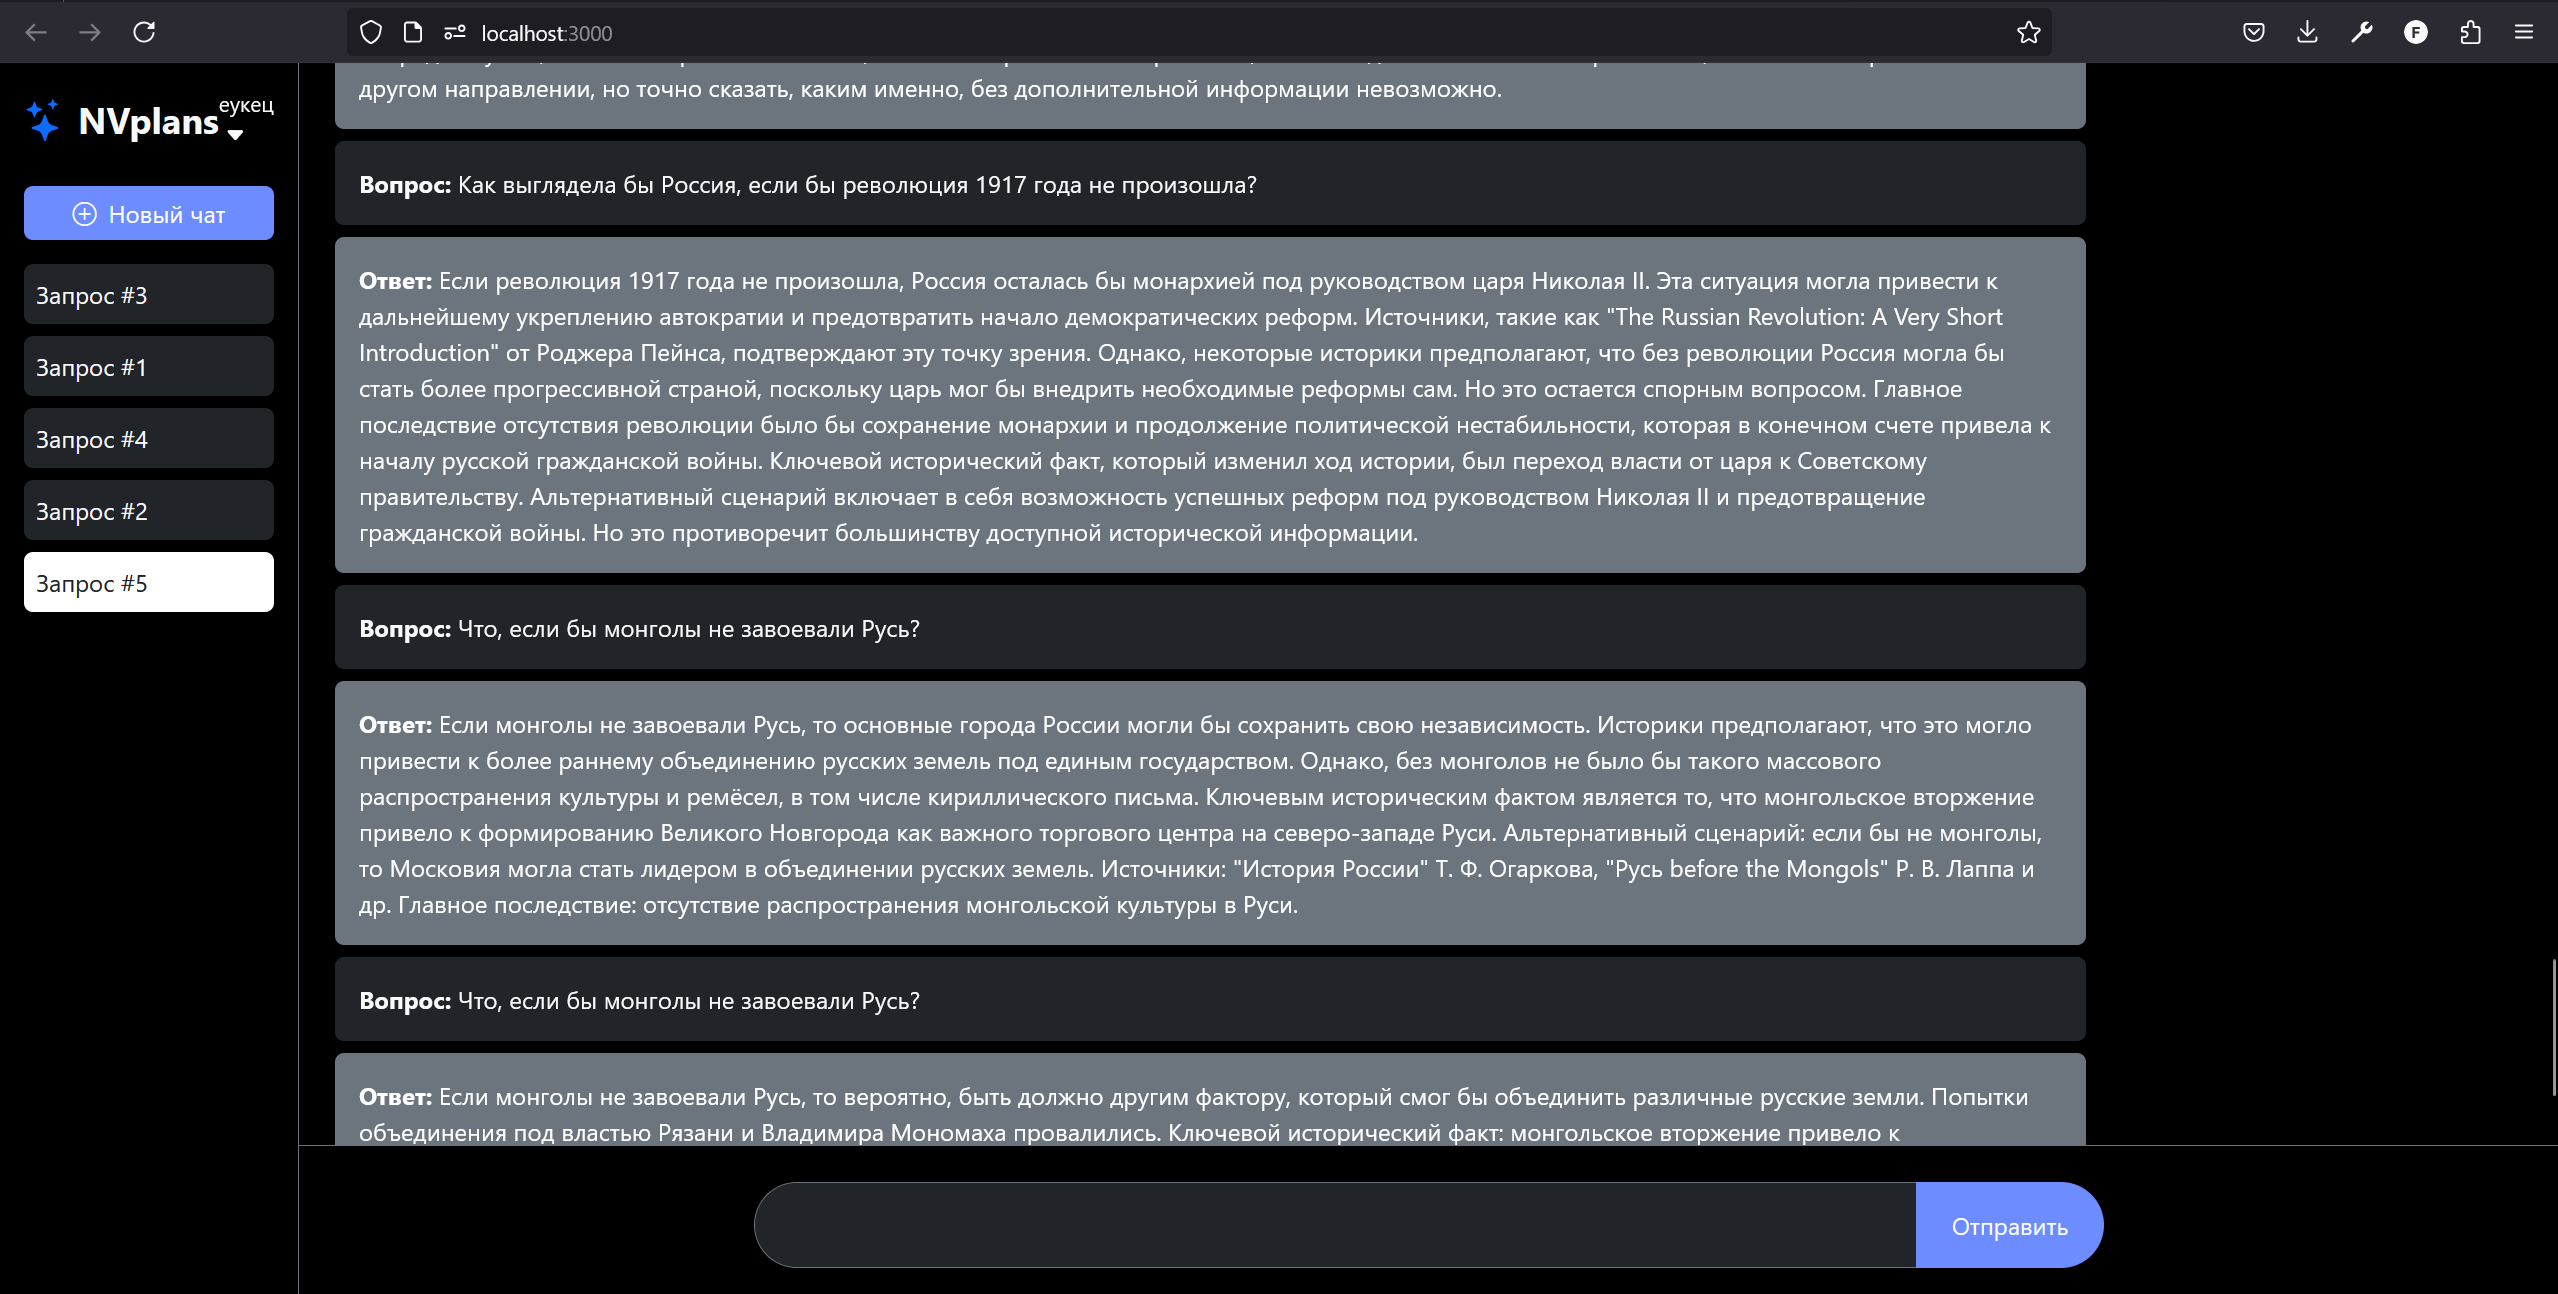 localhost:3000
NVplans
еукец
Новый чат
Запрос #3
Запрос #1
Запрос #4
Запрос #2
Запрос #5
другом направлении, но точно сказать, каким именно, без дополнительной информации невозможно.
Вопрос: Как выглядела бы Россия, если бы революция 1917 года не произошла?
Ответ: Если революция 1917 года не произошла, Россия осталась бы монархией под руководством царя Николая II. Эта ситуация могла привести к
дальнейшему укреплению автократии и предотвратить начало демократических реформ. Источники, такие как "The Russian Revolution: A Very Short
Introduction" от Роджера Пейнса, подтверждают эту точку зрения. Однако, некоторые историки предполагают, что без революции Россия могла бы
стать более прогрессивной страной, поскольку царь мог бы внедрить необходимые реформы сам. Но это остается спорным вопросом. Главное
последствие отсутствия революции было бы сохранение монархии и продолжение политической нестабильности, которая в конечном счете привела к
началу русской гражданской войны. Ключевой исторический факт, который изменил ход истории, был переход власти от царя к Советскому
правительству. Альтернативный сценарий включает в себя возможность успешных реформ под руководством Николая II и предотвращение
гражданской войны. Но это противоречит большинству доступной исторической информации.
Вопрос: Что, если бы монголы не завоевали Русь?
Ответ: Если монголы не завоевали Русь, то основные города России могли бы сохранить свою независимость. Историки предполагают, что это могло
привести к более раннему объединению русских земель под единым государством. Однако, без монголов не было бы такого массового
распространения культуры и ремёсел, в том числе кириллического письма. Ключевым историческим фактом является то, что монгольское вторжение
привело к формированию Великого Новгорода как важного торгового центра на северо-западе Руси. Альтернативный сценарий: если бы не монголы,
то Московия могла стать лидером в объединении русских земель. Источники: "История России" Т. Ф. Огаркова, "Русь before the Mongols" Р. В. Лаппа и
др. Главное последствие: отсутствие распространения монгольской культуры в Руси.
Вопрос: Что, если бы монголы не завоевали Русь?
Ответ: Если монголы не завоевали Русь, то вероятно, быть должно другим фактору, который смог бы объединить различные русские земли. Попытки
объединения под властью Рязани и Владимира Мономаха провалились. Ключевой исторический факт: монгольское вторжение привело к
Отправить